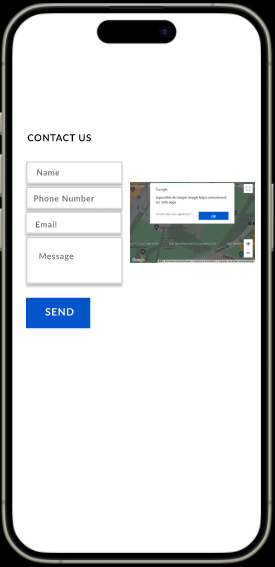 CONTACT US
Name
Phone Number
Email
Message
SEND
Google
Impossible de charger Google Maps correctement
sur cette page.
OK
Google